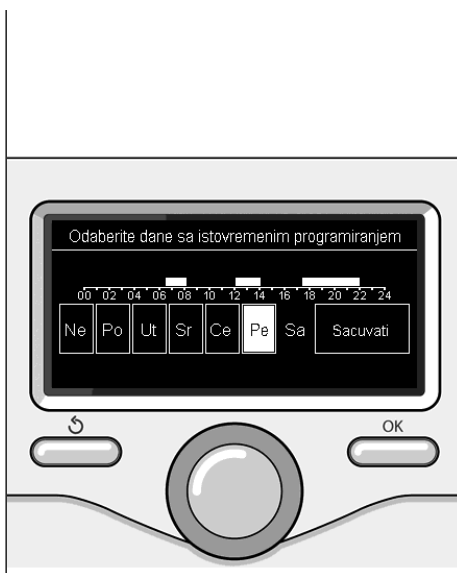 Odaberite dane sa istovremenim programiranjem
00 02 04 06 08 10 12 14 16 18 20 22 24
Ne Po Ut Sr Ce Pe Sa Sacuvati
OK